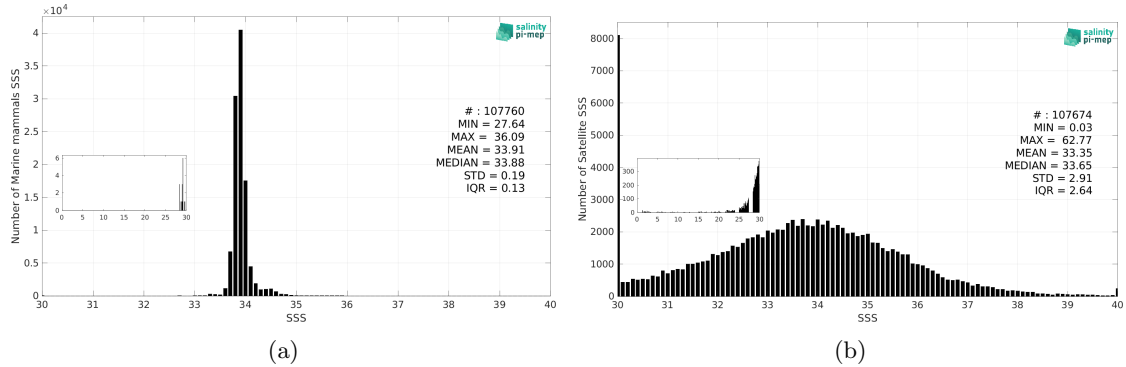 ×10⁴
4
3.5
3
2.5
2
1.5
1
0.5
0
Number of Marine mammals SSS
salinity
pi-mep
# : 107760
MIN = 27.64
MAX = 36.09
MEAN = 33.91
MEDIAN = 33.88
STD = 0.19
IQR = 0.13
6
4
2
0
0 5 10 15 20 25 30
30 31 32 33 34 35 36 37 38 39 40
SSS
(a)
8000
7000
6000
5000
4000
3000
2000
1000
0
Number of Satellite SSS
salinity
pi-mep
# : 107674
MIN = 0.03
MAX = 62.77
MEAN = 33.35
MEDIAN = 33.65
STD = 2.91
IQR = 2.64
300
200
100
0
0 5 10 15 20 25 30
30 31 32 33 34 35 36 37 38 39 40
SSS
(b)